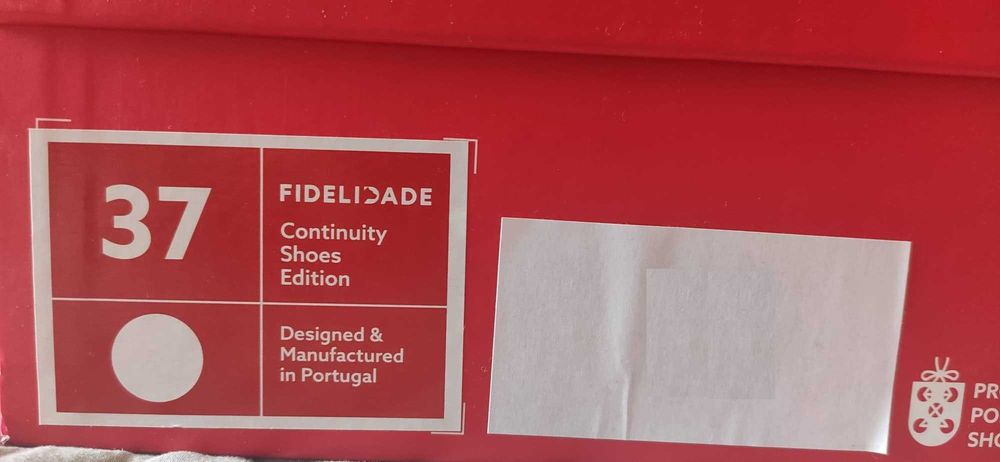 37
FIDELIDADE
Continuity
Shoes
Edition
Designed &
Manufactured
in Portugal